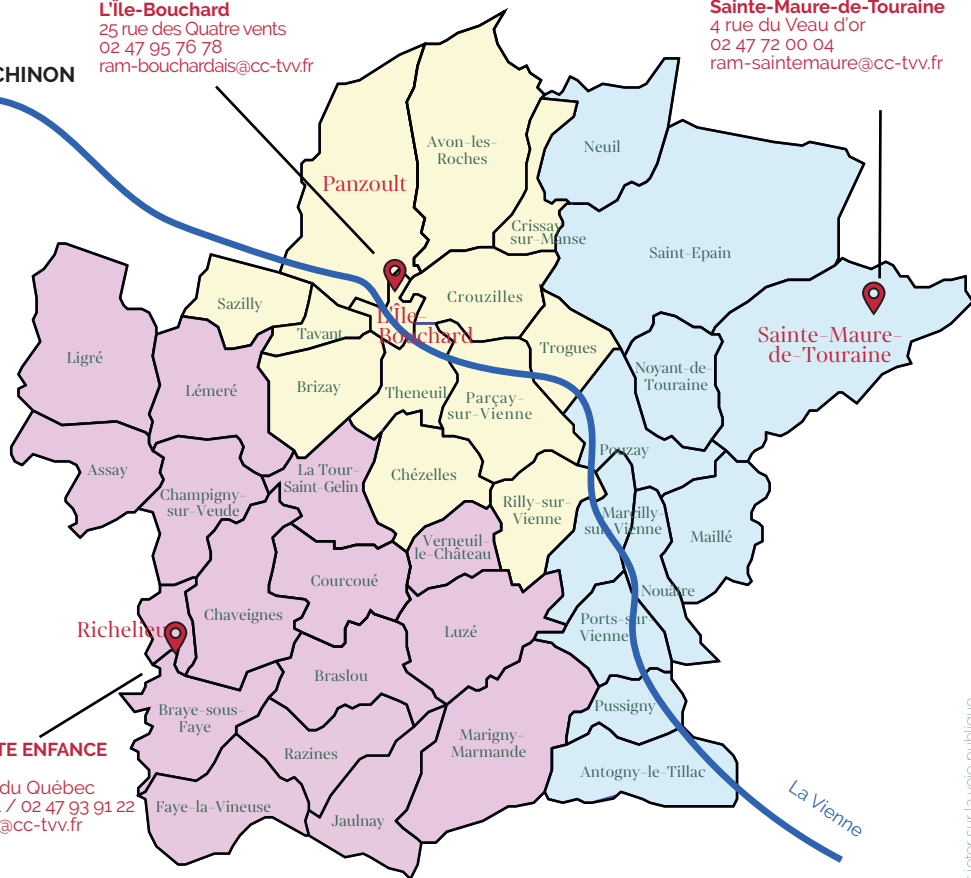 L'Île-Bouchard
25 rue des Quatre vents
02 47 95 76 78
ram-bouchardais@cc-tvv.fr
Sainte-Maure-de-Touraine
4 rue du Veau d'or
02 47 72 00 04
ram-saintemaure@cc-tvv.fr
CHINON
Neuil
Avon-les-
Roches
Panzoult
Crissay-
sur-Manse
Saint-Epain
Sazilly
Crouzilles
Tavant
L'Île-
Bouchard
Trogues
Sainte-Maure-
de-Touraine
Ligré
Lémeré
Brizay
Theneuil
Parçay-
sur-Vienne
Noyant-de-
Touraine
Pouzay
Assay
La Tour-
Saint-Gelin
Chézelles
Champigny-
sur-Veude
Rilly-sur-
Vienne
Marcilly-
sur-Vienne
Maillé
Verneuil-
le-Château
Courcoué
Nouâtre
Chaveignes
Richelieu
Luzé
Ports-sur-
Vienne
Braslou
Braye-sous-
Faye
Pussigny
Marigny-
Marmande
Razines
Antogny-le-Tillac
Faye-la-Vineuse
Jaulnay
La Vienne
TE ENFANCE
du Québec
/ 02 47 93 91 22
@cc-tvv.fr
jeter sur la voie publique